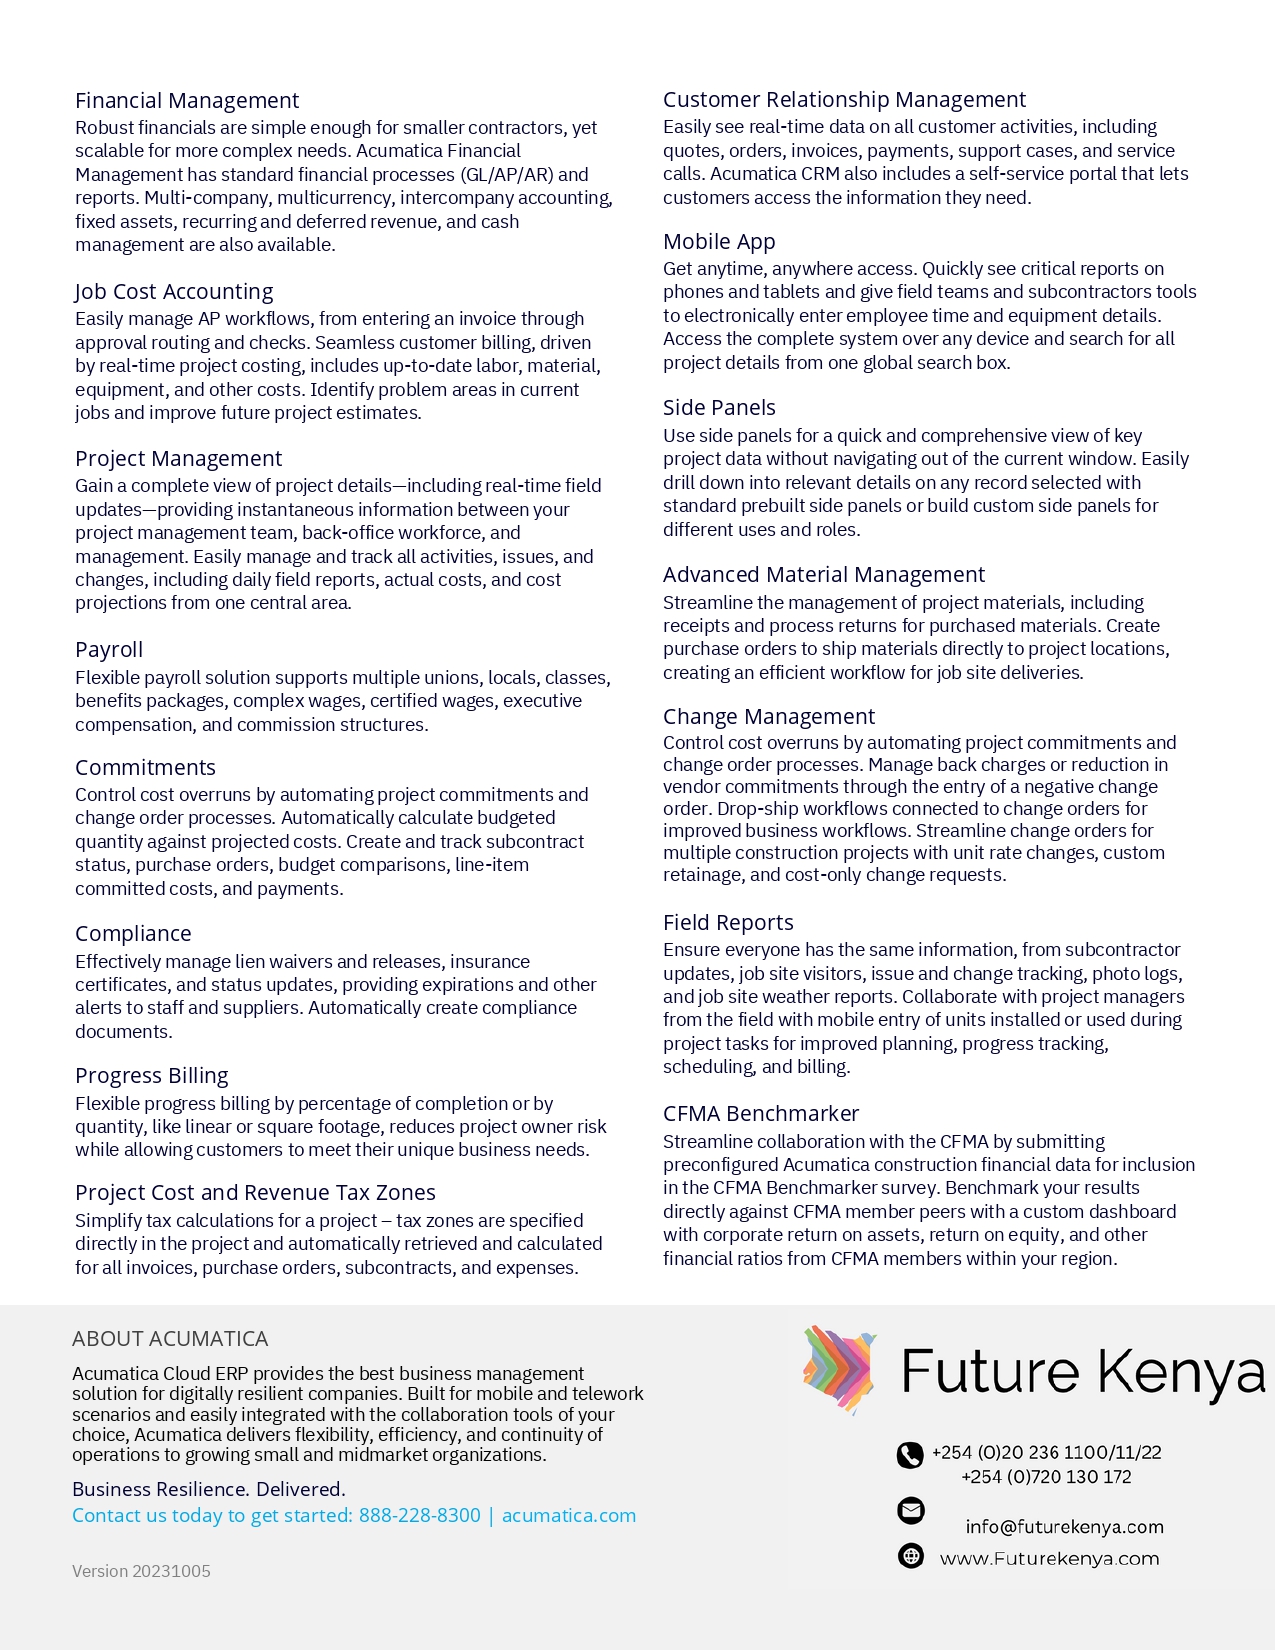 Financial Management
Robust financials are simple enough for smaller contractors, yet
scalable for more complex needs. Acumatica Financial
Management has standard financial processes (GL/AP/AR) and
reports. Multi-company, multicurrency, intercompany accounting,
fixed assets, recurring and deferred revenue, and cash
management are also available.
Job Cost Accounting
Easily manage AP workflows, from entering an invoice through
approval routing and checks. Seamless customer billing, driven
by real-time project costing, includes up-to-date labor, material,
equipment, and other costs. Identify problem areas in current
jobs and improve future project estimates.
Project Management
Gain a complete view of project details—including real-time field
updates—providing instantaneous information between your
project management team, back-office workforce, and
management. Easily manage and track all activities, issues, and
changes, including daily field reports, actual costs, and cost
projections from one central area.
Payroll
Flexible payroll solution supports multiple unions, locals, classes,
benefits packages, complex wages, certified wages, executive
compensation, and commission structures.
Commitments
Control cost overruns by automating project commitments and
change order processes. Automatically calculate budgeted
quantity against projected costs. Create and track subcontract
status, purchase orders, budget comparisons, line-item
committed costs, and payments.
Compliance
Effectively manage lien waivers and releases, insurance
certificates, and status updates, providing expirations and other
alerts to staff and suppliers. Automatically create compliance
documents.
Progress Billing
Flexible progress billing by percentage of completion or by
quantity, like linear or square footage, reduces project owner risk
while allowing customers to meet their unique business needs.
Project Cost and Revenue Tax Zones
Simplify tax calculations for a project – tax zones are specified
directly in the project and automatically retrieved and calculated
for all invoices, purchase orders, subcontracts, and expenses.
Customer Relationship Management
Easily see real-time data on all customer activities, including
quotes, orders, invoices, payments, support cases, and service
calls. Acumatica CRM also includes a self-service portal that lets
customers access the information they need.
Mobile App
Get anytime, anywhere access. Quickly see critical reports on
phones and tablets and give field teams and subcontractors tools
to electronically enter employee time and equipment details.
Access the complete system over any device and search for all
project details from one global search box.
Side Panels
Use side panels for a quick and comprehensive view of key
project data without navigating out of the current window. Easily
drill down into relevant details on any record selected with
standard prebuilt side panels or build custom side panels for
different uses and roles.
Advanced Material Management
Streamline the management of project materials, including
receipts and process returns for purchased materials. Create
purchase orders to ship materials directly to project locations,
creating an efficient workflow for job site deliveries.
Change Management
Control cost overruns by automating project commitments and
change order processes. Manage back charges or reduction in
vendor commitments through the entry of a negative change
order. Drop-ship workflows connected to change orders for
improved business workflows. Streamline change orders for
multiple construction projects with unit rate changes, custom
retainage, and cost-only change requests.
Field Reports
Ensure everyone has the same information, from subcontractor
updates, job site visitors, issue and change tracking, photo logs,
and job site weather reports. Collaborate with project managers
from the field with mobile entry of units installed or used during
project tasks for improved planning, progress tracking,
scheduling, and billing.
CFMA Benchmarker
Streamline collaboration with the CFMA by submitting
preconfigured Acumatica construction financial data for inclusion
in the CFMA Benchmarker survey. Benchmark your results
directly against CFMA member peers with a custom dashboard
with corporate return on assets, return on equity, and other
financial ratios from CFMA members within your region.
ABOUT ACUMATICA
Acumatica Cloud ERP provides the best business management
solution for digitally resilient companies. Built for mobile and telework
scenarios and easily integrated with the collaboration tools of your
choice, Acumatica delivers flexibility, efficiency, and continuity of
operations to growing small and midmarket organizations.
Business Resilience. Delivered.
Contact us today to get started: 888-228-8300 | acumatica.com
Version 20231005
Future Kenya
+254 (0)20 236 1100/11/22
+254 (0)720 130 172
info@futurekenya.com
www.Futurekenya.com